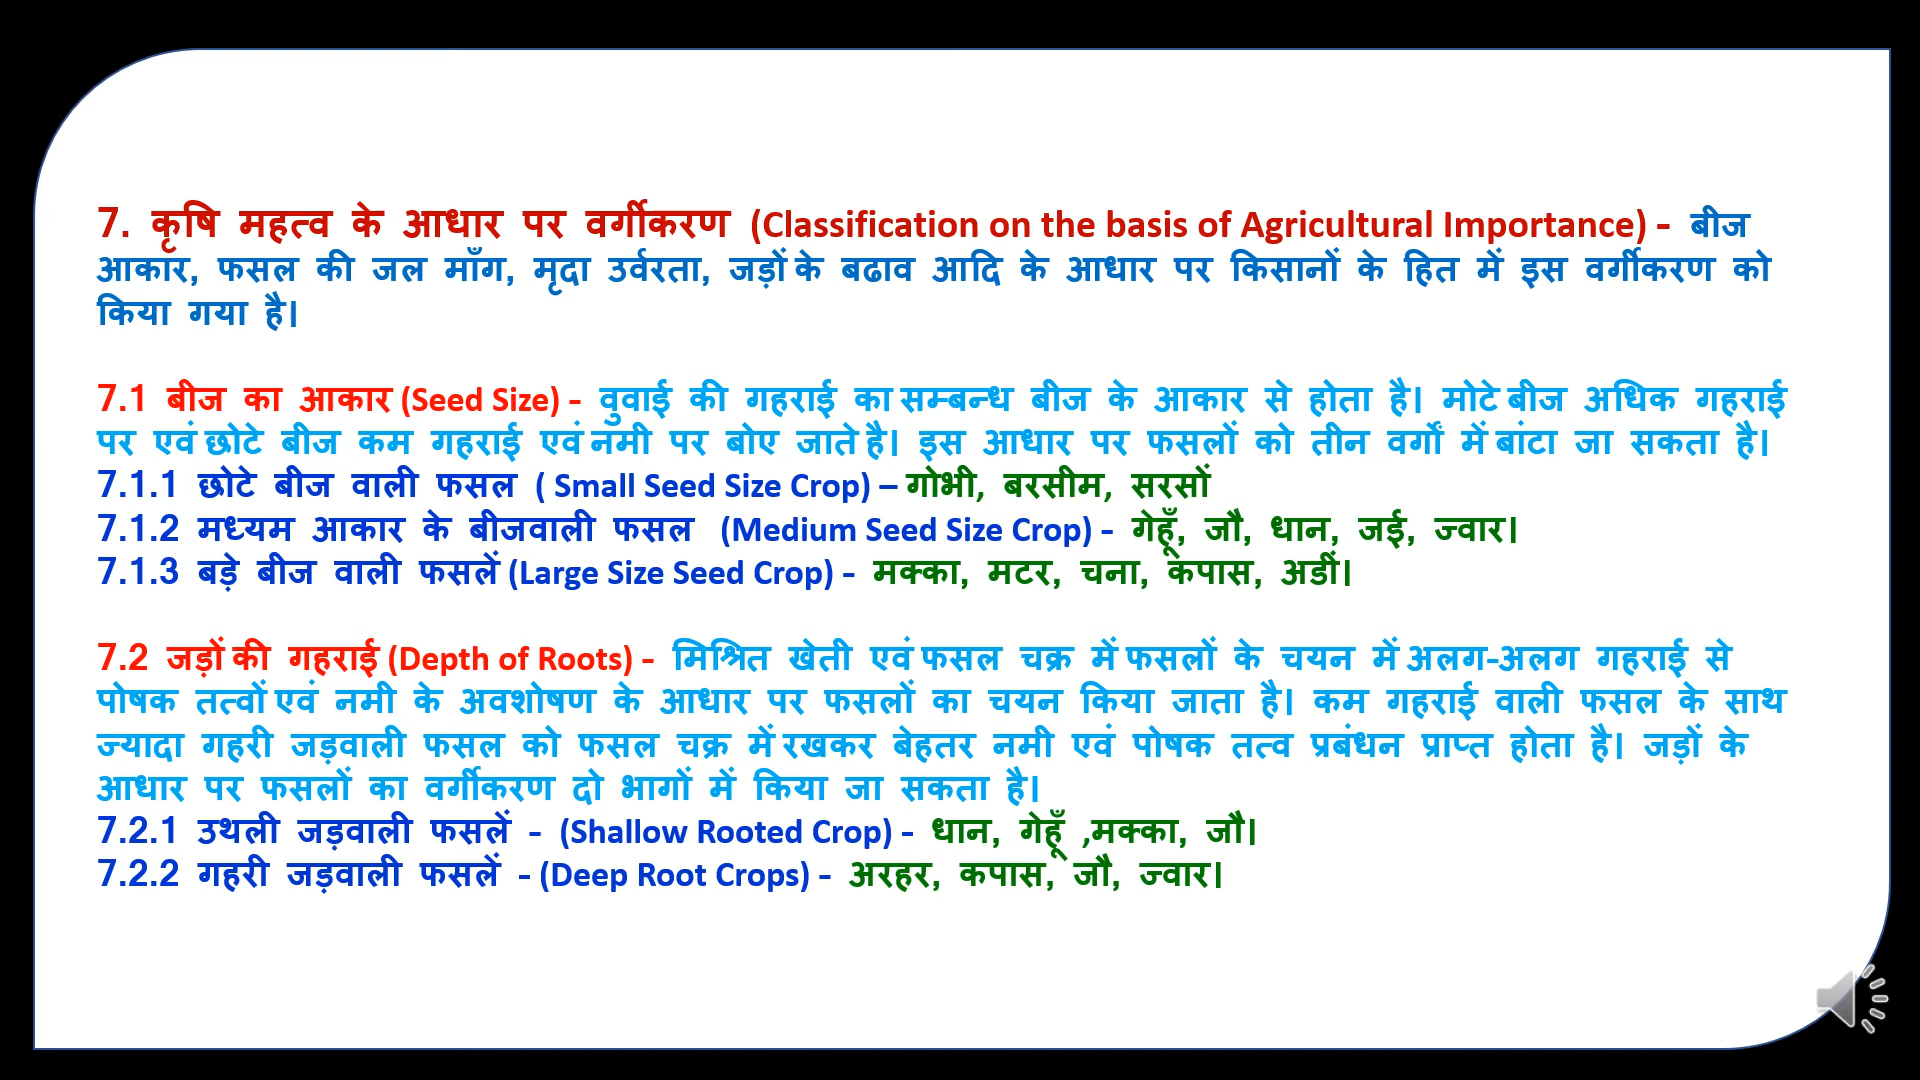 7. कृषि महत्व के आधार पर वर्गीकरण (Classification on the basis of Agricultural Importance) - बीज
आकार, फसल की जल माँग, मृदा उर्वरता, जड़ों के बढाव आदि के आधार पर किसानों के हित में इस वर्गीकरण को
किया गया है।
7.1 बीज का आकार (Seed Size) - वुवाई की गहराई का सम्बन्ध बीज के आकार से होता है। मोटे बीज अधिक गहराई
पर एवं छोटे बीज कम गहराई एवं नमी पर बोए जाते है। इस आधार पर फसलों को तीन वर्गों में बांटा जा सकता है।
7.1.1 छोटे बीज वाली फसल ( Small Seed Size Crop) – गोभी, बरसीम, सरसों
7.1.2 मध्यम आकार के बीजवाली फसल (Medium Seed Size Crop) - गेहूँ, जौ, धान, जई, ज्वार।
7.1.3 बड़े बीज वाली फसलें (Large Size Seed Crop) - मक्का, मटर, चना, कपास, अडीं।
7.2 जड़ों की गहराई (Depth of Roots) - मिश्रित खेती एवं फसल चक्र में फसलों के चयन में अलग-अलग गहराई से
पोषक तत्वों एवं नमी के अवशोषण के आधार पर फसलों का चयन किया जाता है। कम गहराई वाली फसल के साथ
ज्यादा गहरी जड़वाली फसल को फसल चक्र में रखकर बेहतर नमी एवं पोषक तत्व प्रबंधन प्राप्त होता है। जड़ों के
आधार पर फसलों का वर्गीकरण दो भागों में किया जा सकता है।
7.2.1 उथली जड़वाली फसलें - (Shallow Rooted Crop) - धान, गेहूँ ,मक्का, जौ।
7.2.2 गहरी जड़वाली फसलें - (Deep Root Crops) - अरहर, कपास, जौ, ज्वार।